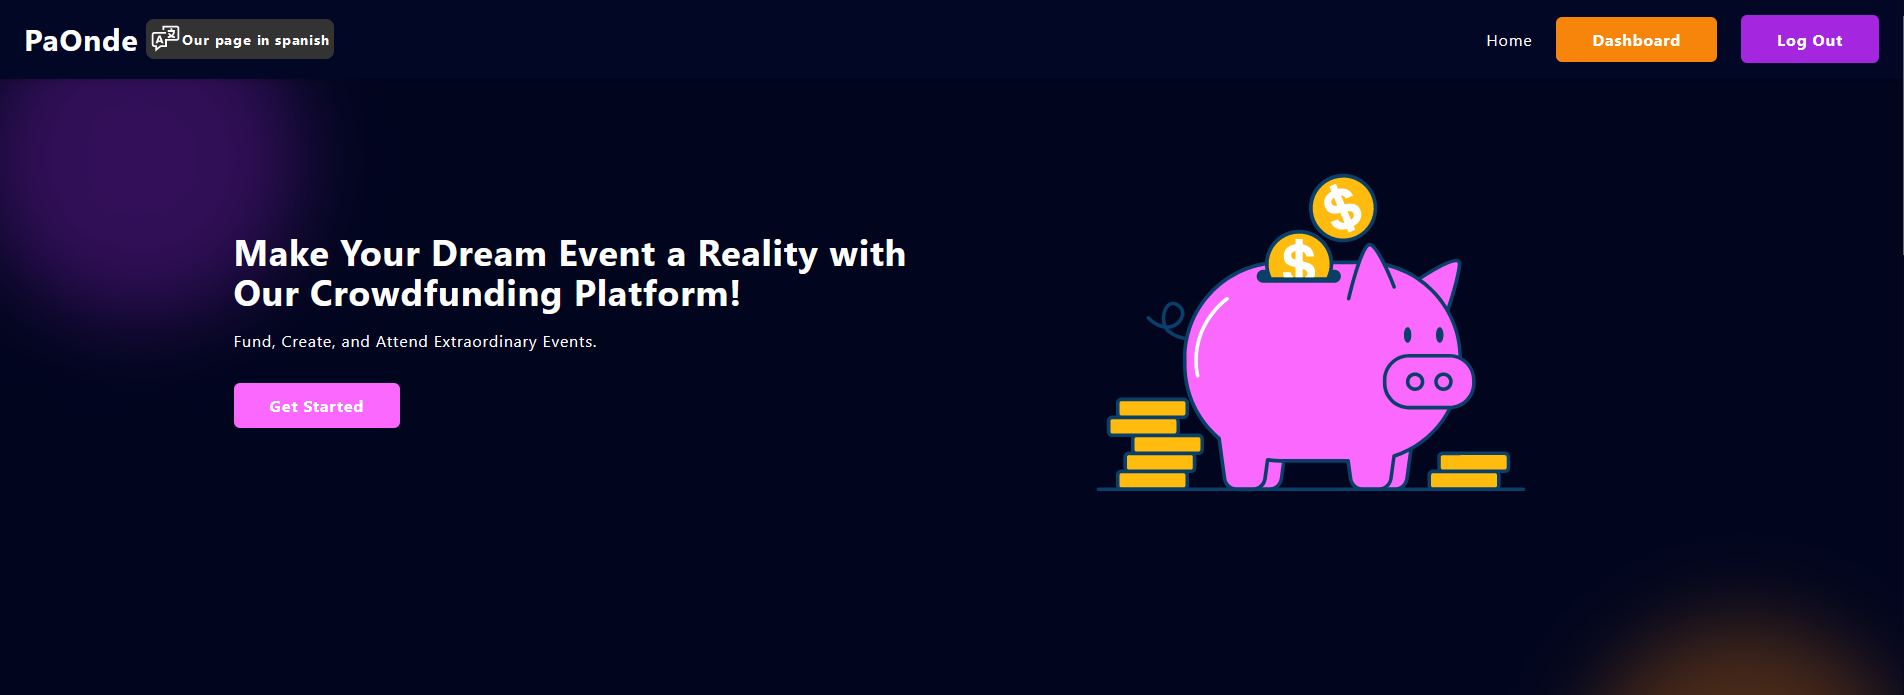 PaOnde
Our page in spanish
Home
Dashboard
Log Out
Make Your Dream Event a Reality with
Our Crowdfunding Platform!
Fund, Create, and Attend Extraordinary Events.
Get Started
$
$